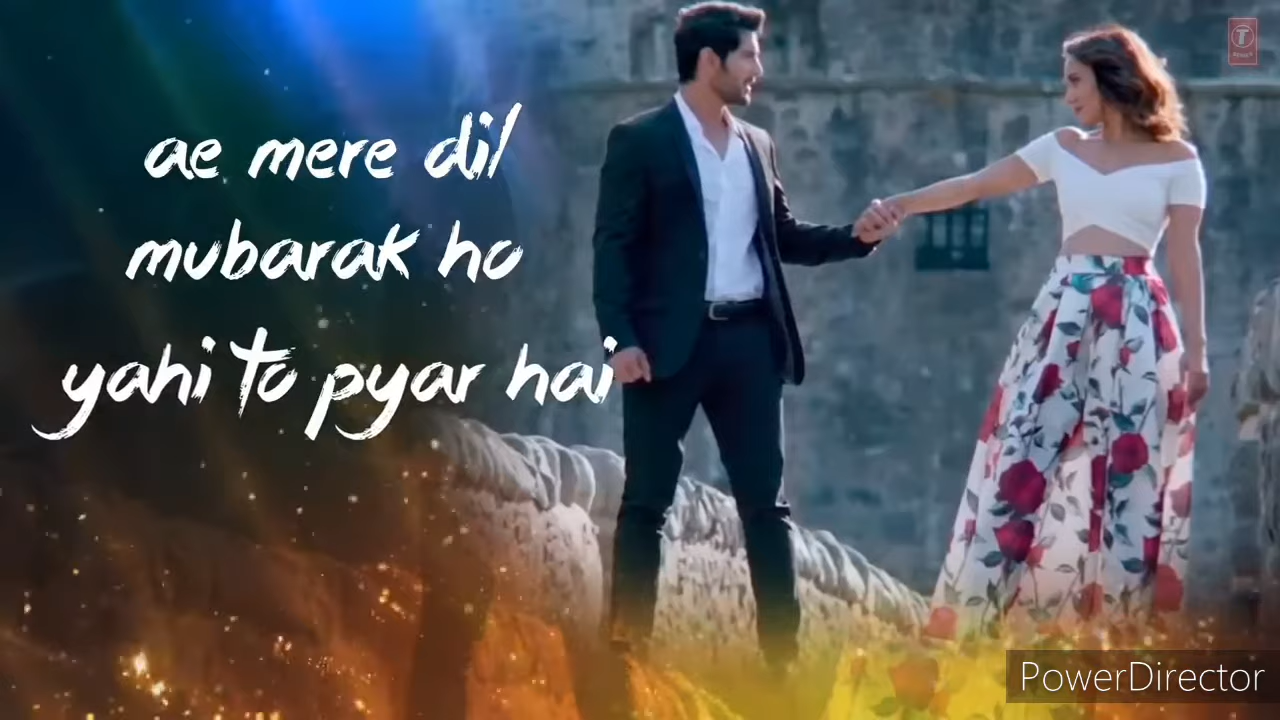 ae mere dil
mubarak ho
yahi to pyar hai
T
PowerDirector